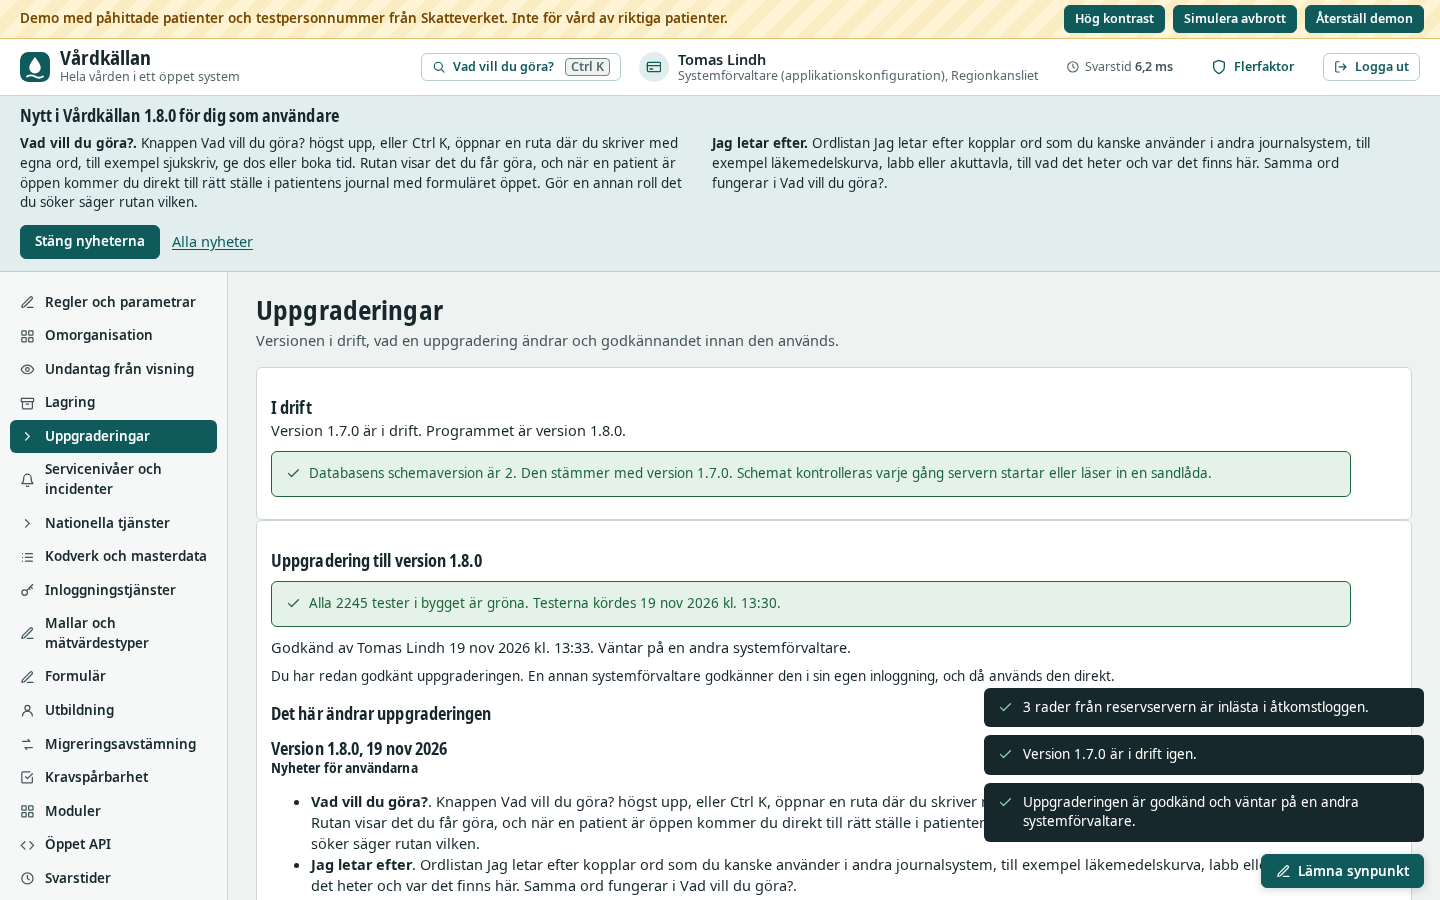 Demo med påhittade patienter och testpersonnummer från Skatteverket. Inte för vård av riktiga patienter.
Hög kontrast
Simulera avbrott
Återställ demon
Vårdkällan
Hela vården i ett öppet system
Vad vill du göra? Ctrl K
Tomas Lindh
Systemförvaltare (applikationskonfiguration), Regionkansliet
Svarstid 6,2 ms
Flerfaktor
Logga ut
Nytt i Vårdkällan 1.8.0 för dig som användare
Vad vill du göra?. Knappen Vad vill du göra? högst upp, eller Ctrl K, öppnar en ruta där du skriver med
egna ord, till exempel sjukskriv, ge dos eller boka tid. Rutan visar det du får göra, och när en patient är
öppen kommer du direkt till rätt ställe i patientens journal med formuläret öppet. Gör en annan roll det
du söker säger rutan vilken.
Jag letar efter. Ordlistan Jag letar efter kopplar ord som du kanske använder i andra journalsystem, till
exempel läkemedelskurva, labb eller akuttavla, till vad det heter och var det finns här. Samma ord
fungerar i Vad vill du göra?.
Stäng nyheterna
Alla nyheter
Regler och parametrar
Omorganisation
Undantag från visning
Lagring
Uppgraderingar
Servicenivåer och
incidenter
Nationella tjänster
Kodverk och masterdata
Inloggningstjänster
Mallar och
mätvärdestyper
Formulär
Utbildning
Migreringsavstämning
Kravspårbarhet
Moduler
Öppet API
Svarstider
Uppgraderingar
Versionen i drift, vad en uppgradering ändrar och godkännandet innan den används.
I drift
Version 1.7.0 är i drift. Programmet är version 1.8.0.
Databasens schemaversion är 2. Den stämmer med version 1.7.0. Schemat kontrolleras varje gång servern startar eller läser in en sandlåda.
Uppgradering till version 1.8.0
Alla 2245 tester i bygget är gröna. Testerna kördes 19 nov 2026 kl. 13:30.
Godkänd av Tomas Lindh 19 nov 2026 kl. 13:33. Väntar på en andra systemförvaltare.
Du har redan godkänt uppgraderingen. En annan systemförvaltare godkänner den i sin egen inloggning, och då används den direkt.
Det här ändrar uppgraderingen
Version 1.8.0, 19 nov 2026
Nyheter för användarna
Vad vill du göra?. Knappen Vad vill du göra? högst upp, eller Ctrl K, öppnar en ruta där du skriver
Rutan visar det du får göra, och när en patient är öppen kommer du direkt till rätt ställe i patienten
söker säger rutan vilken.
Jag letar efter. Ordlistan Jag letar efter kopplar ord som du kanske använder i andra journalsystem, till exempel läkemedelskurva, labb
det heter och var det finns här. Samma ord fungerar i Vad vill du göra?.
3 rader från reservservern är inlästa i åtkomstloggen.
Version 1.7.0 är i drift igen.
Uppgraderingen är godkänd och väntar på en andra
systemförvaltare.
Lämna synpunkt